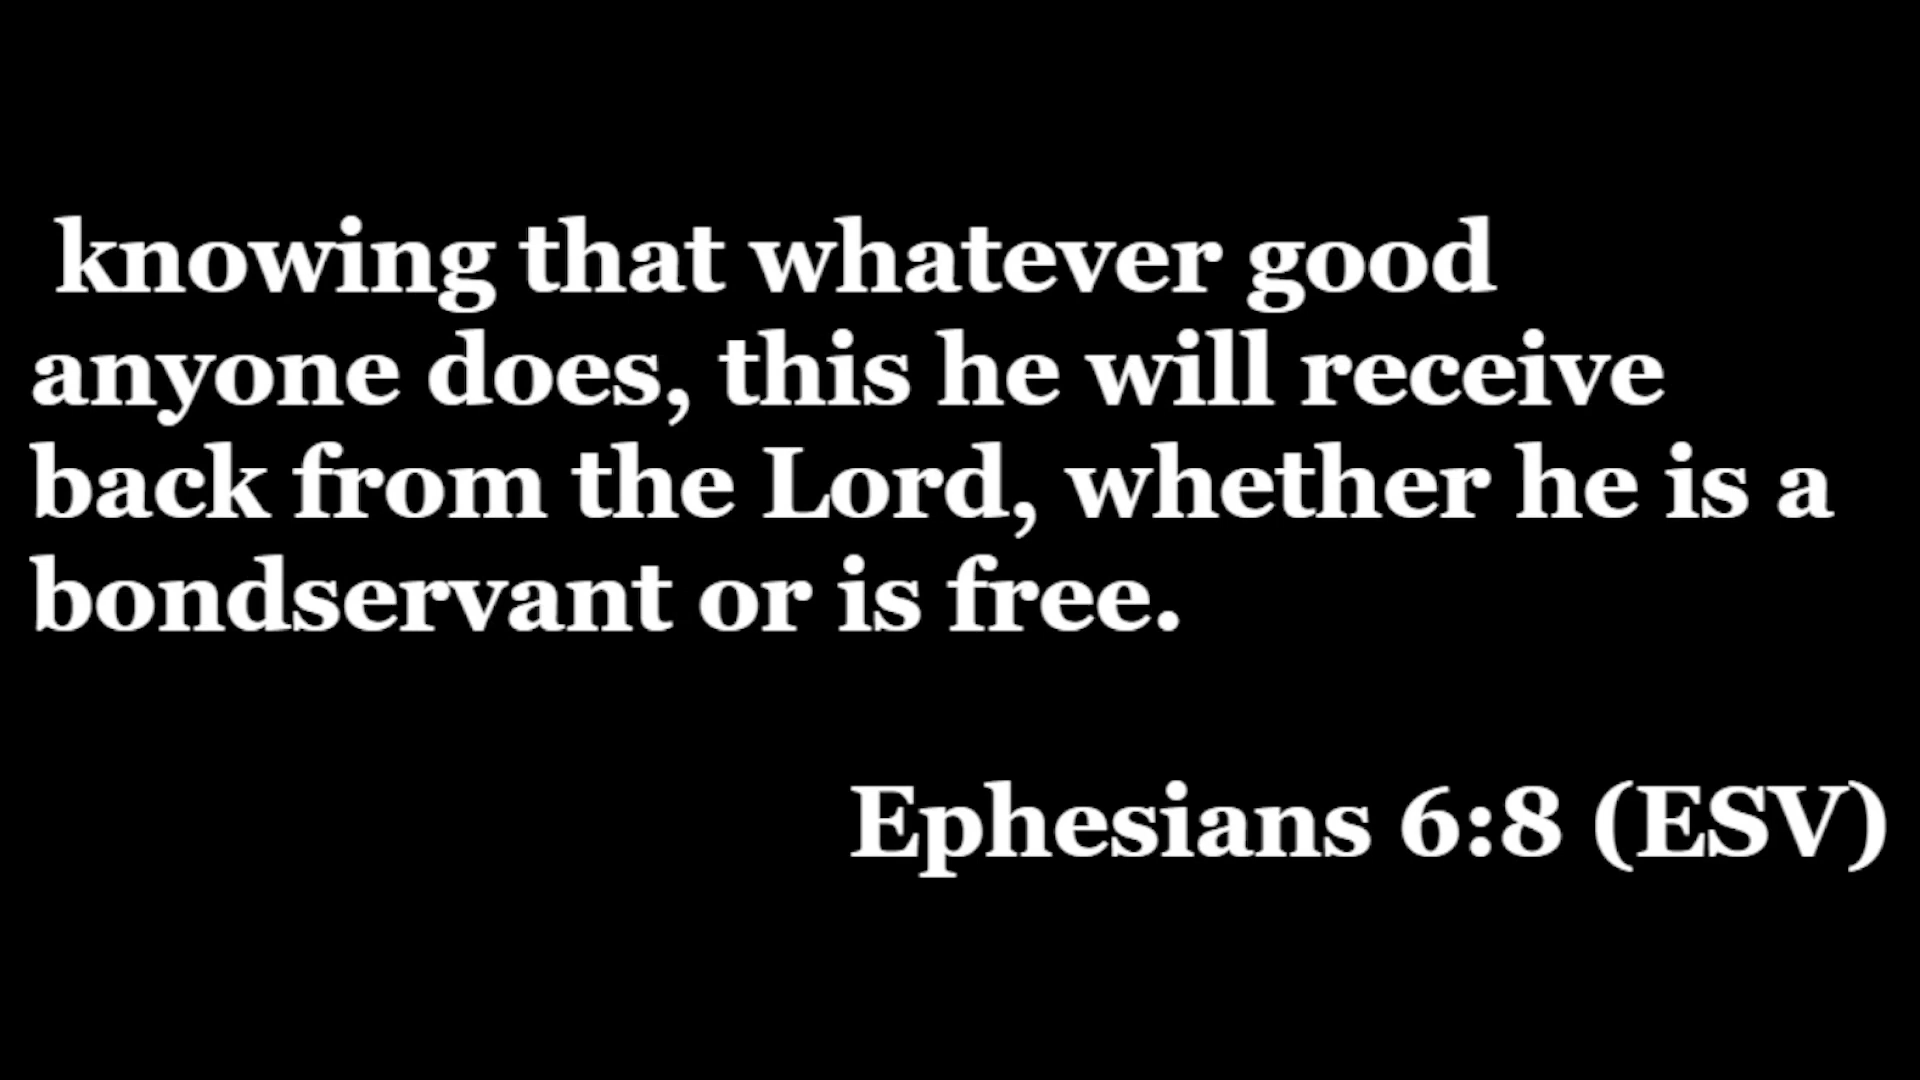 knowing that whatever good
anyone does, this he will receive
back from the Lord, whether he is a
bondservant or is free.
Ephesians 6:8 (ESV)